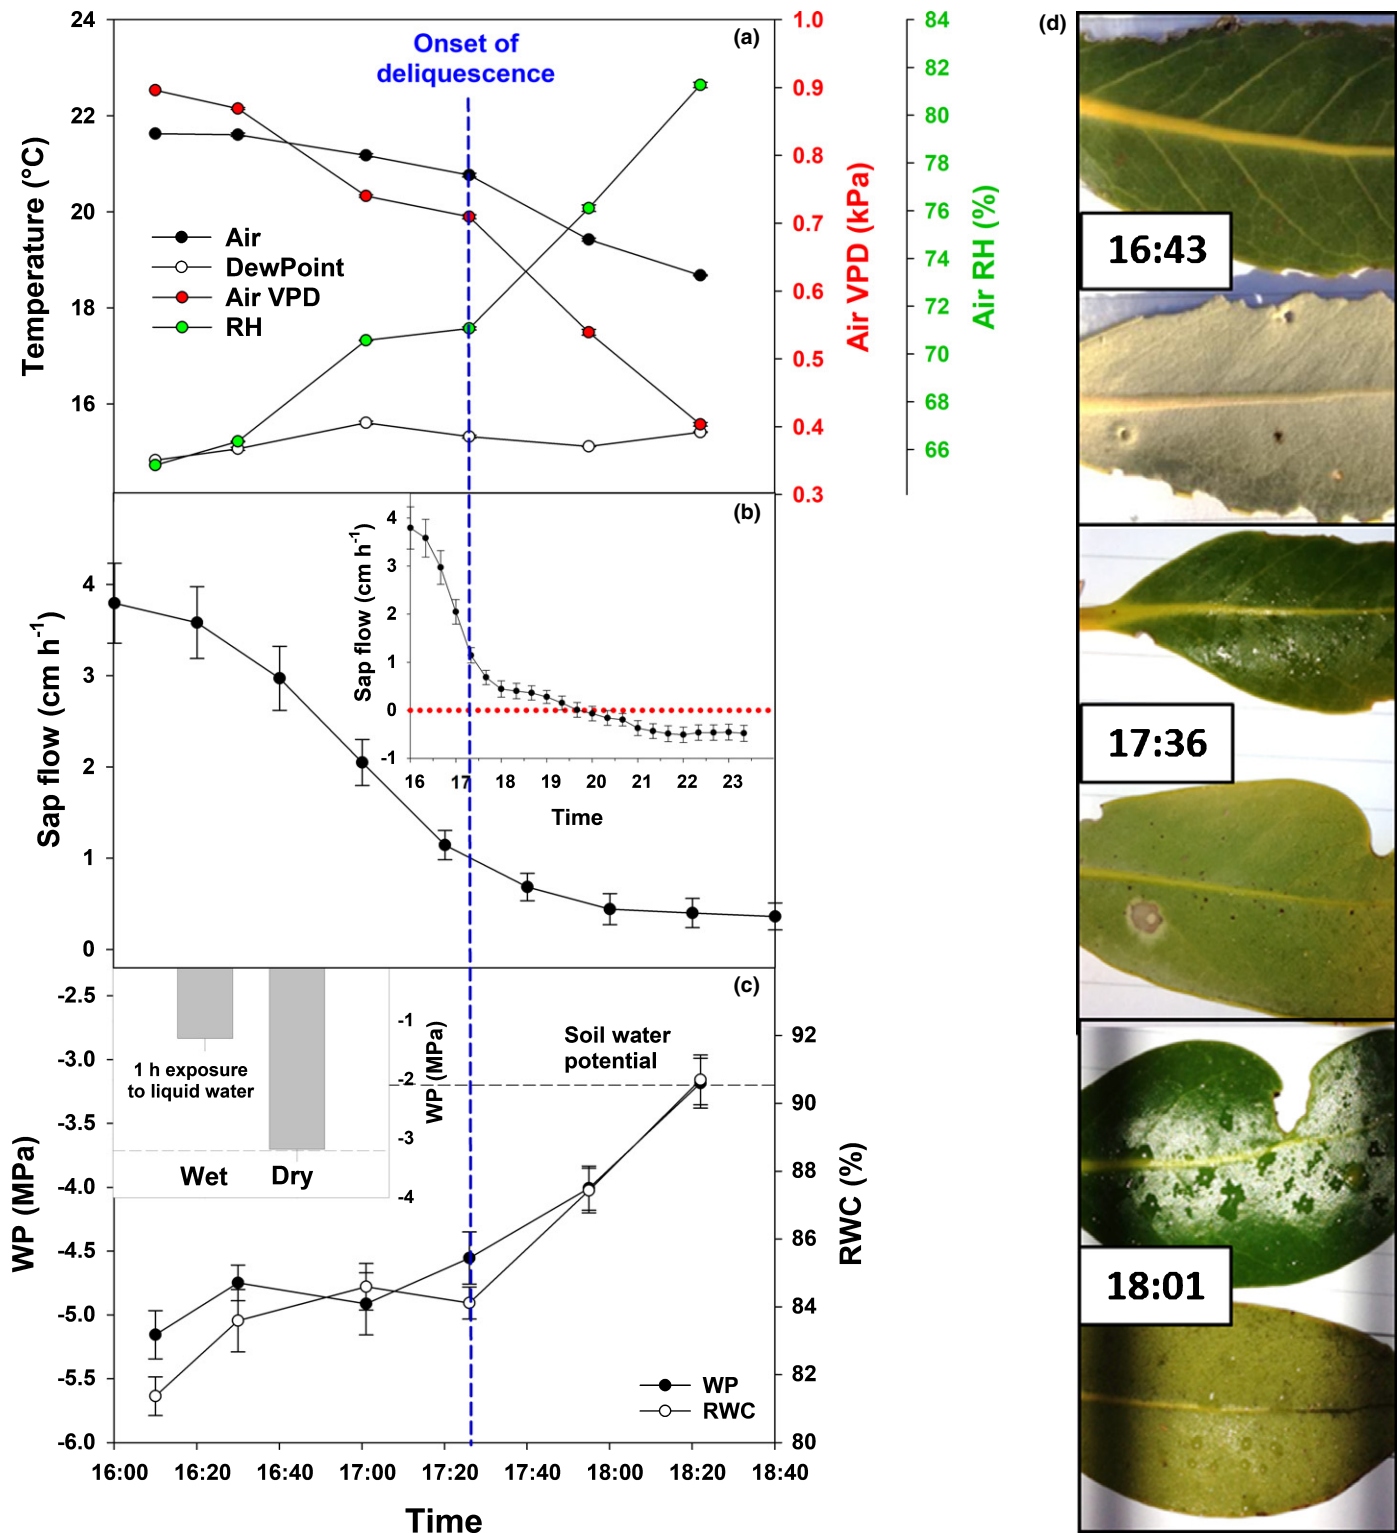 (a)
Onset of
deliquescence
24
22
20
18
16
Temperature (°C)
Air
DewPoint
Air VPD
RH
1.0
0.9
0.8
0.7
0.6
0.5
0.4
0.3
Air VPD (kPa)
84
82
80
78
76
74
72
70
68
66
Air RH (%)
(b)
4
3
2
1
0
Sap flow (cm h-1)
4
3
2
1
0
-1
Sap flow (cm h-1)
16 17 18 19 20 21 22 23
Time
(c)
-2.5
-3.0
-3.5
-4.0
-4.5
-5.0
-5.5
-6.0
WP (MPa)
1 h exposure
to liquid water
Wet Dry
-1
-2
-3
-4
WP (MPa)
Soil water
potential
92
90
88
86
84
82
80
RWC (%)
WP
RWC
16:00 16:20 16:40 17:00 17:20 17:40 18:00 18:20 18:40
Time
(d)
16:43
17:36
18:01